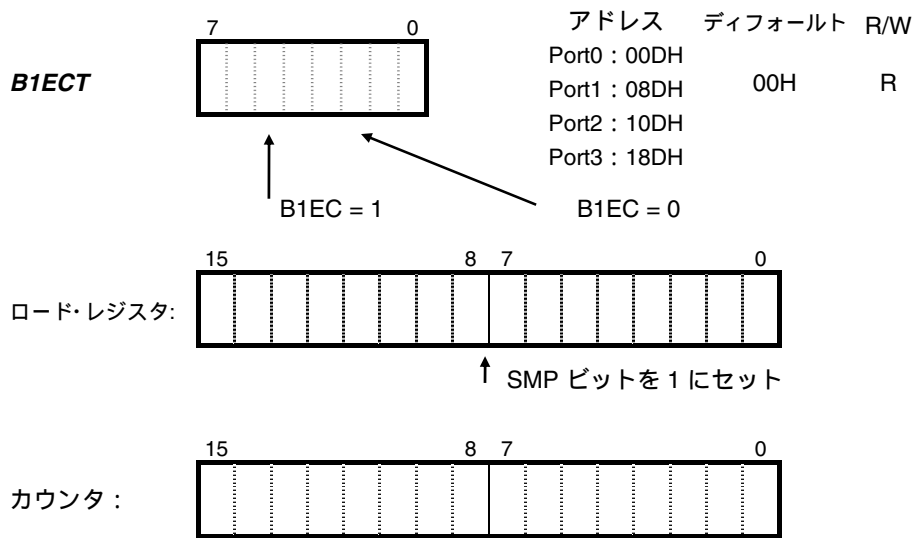 7 0 アドレス ディフォールト R/W
B1ECT Port0：00DH
Port1：08DH 00H R
Port2：10DH
Port3：18DH
B1EC = 1 B1EC = 0
15 8 7 0
ロード・レジスタ:
SMP ビットを 1 にセット
15 8 7 0
カウンタ：